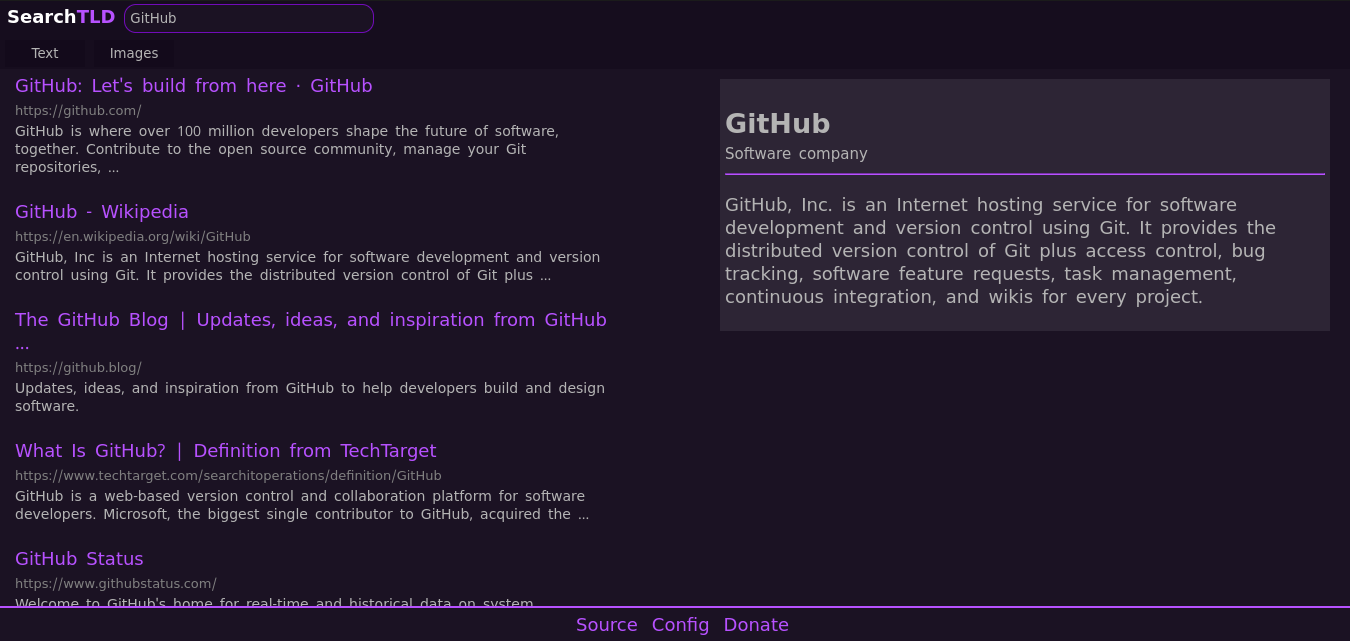 SearchTLD
GitHub
Text
Images
GitHub: Let's build from here · GitHub
https://github.com/
GitHub is where over 100 million developers shape the future of software,
together. Contribute to the open source community, manage your Git
repositories, ...
GitHub - Wikipedia
https://en.wikipedia.org/wiki/GitHub
GitHub, Inc is an Internet hosting service for software development and version
control using Git. It provides the distributed version control of Git plus ...
The GitHub Blog | Updates, ideas, and inspiration from GitHub
...
https://github.blog/
Updates, ideas, and inspiration from GitHub to help developers build and design
software.
What Is GitHub? | Definition from TechTarget
https://www.techtarget.com/searchitoperations/definition/GitHub
GitHub is a web-based version control and collaboration platform for software
developers. Microsoft, the biggest single contributor to GitHub, acquired the ...
GitHub Status
https://www.githubstatus.com/
Welcome to GitHub's home for real-time and historical data on system
GitHub
Software company
GitHub, Inc. is an Internet hosting service for software
development and version control using Git. It provides the
distributed version control of Git plus access control, bug
tracking, software feature requests, task management,
continuous integration, and wikis for every project.
Source Config Donate